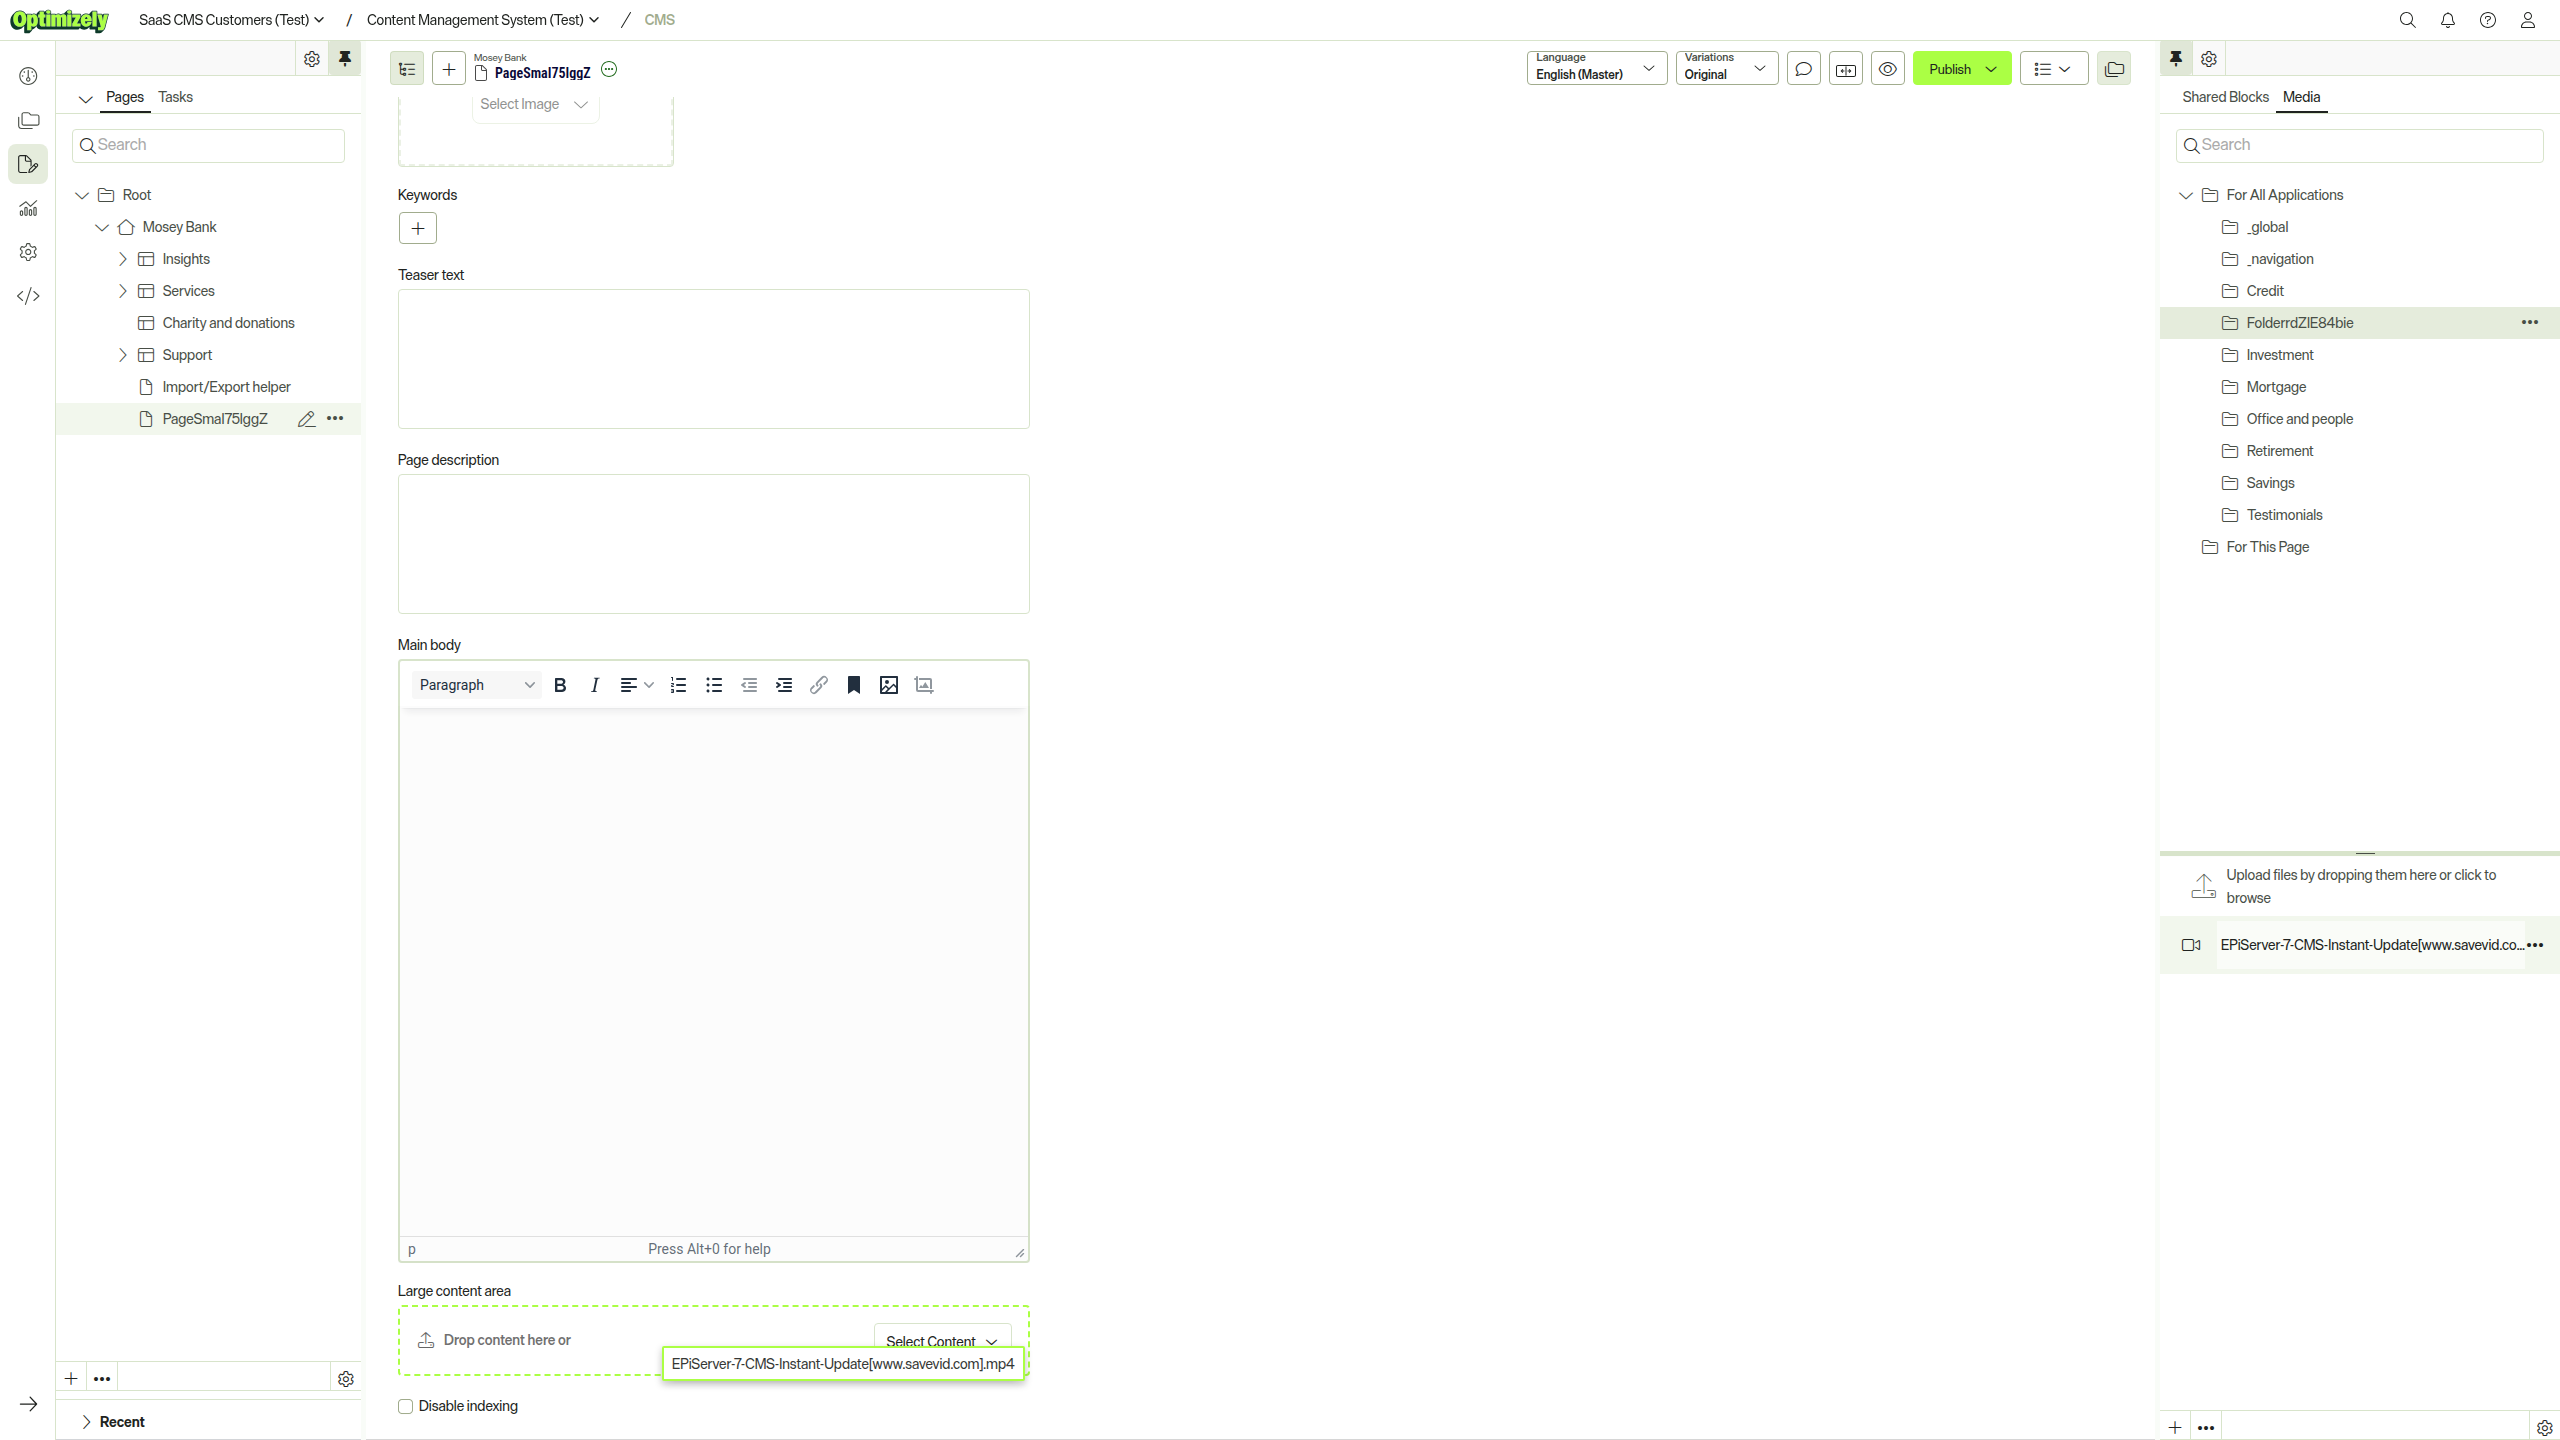 Optimizely
SaaS CMS Customers (Test) / Content Management System (Test) / CMS
Mosey Bank
PageSmal75lggZ
Language
English (Master)
Variations
Original
Publish
Pages Tasks
Search
Root
Mosey Bank
Insights
Services
Charity and donations
Support
Import/Export helper
PageSmal75lggZ
Recent
Select Image
Keywords
Teaser text
Page description
Main body
Paragraph
B I
p
Press Alt+0 for help
Large content area
Drop content here or
Select Content
EPiServer-7-CMS-Instant-Update[www.savevid.com].mp4
Disable indexing
Shared Blocks Media
Search
For All Applications
_global
_navigation
Credit
FolderrdZIE84bie
Investment
Mortgage
Office and people
Retirement
Savings
Testimonials
For This Page
Upload files by dropping them here or click to
browse
EPiServer-7-CMS-Instant-Update[www.savevid.co...